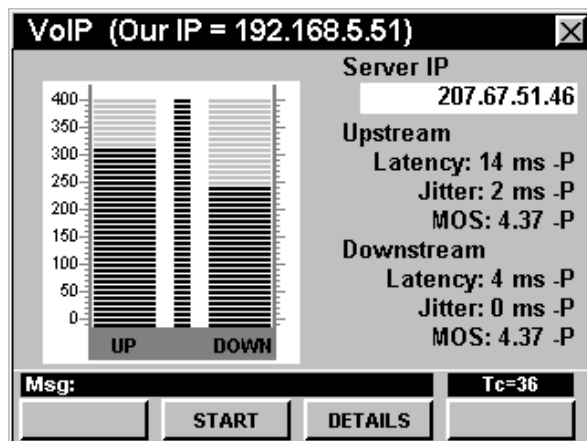 VoIP (Our IP = 192.168.5.51)
Server IP
207.67.51.46
Upstream
Latency: 14 ms -P
Jitter: 2 ms -P
MOS: 4.37 -P
Downstream
Latency: 4 ms -P
Jitter: 0 ms -P
MOS: 4.37 -P
400
350
300
250
200
150
100
50
0
UP DOWN
Msg: Tc=36
START DETAILS